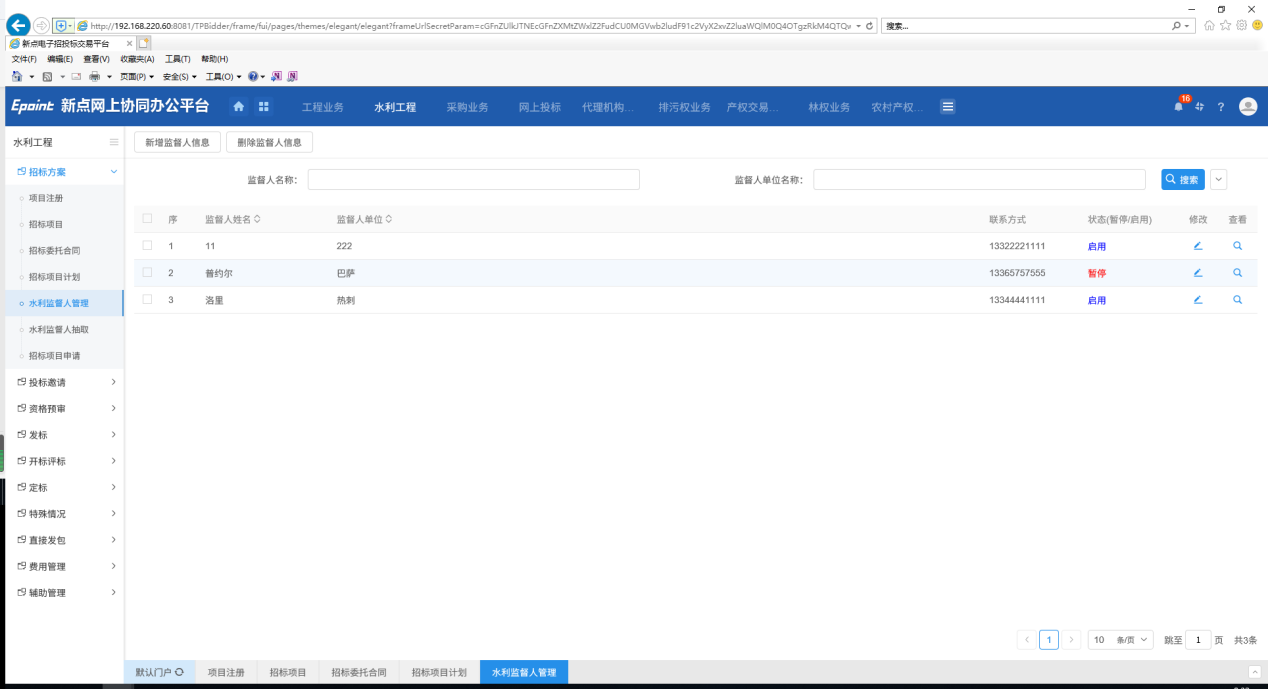 http://192.168.220.60:8081/TPBidder/frame/fui/pages/themes/elegant/elegant?frameUrlSecretParam= 搜索...
新点电子招投标交易平台
文件(F) 编辑(E) 查看(V) 收藏夹(A) 工具(T) 帮助(H)
页面(P) 安全(S) 工具(O)
Epoint 新点网上协同办公平台 工程业务 水利工程 采购业务 网上投标 代理机构... 排污权业务 产权交易... 林权业务 农村产权... 16 ?
水利工程 新增监督人信息 删除监督人信息
招标方案
项目注册
招标项目
招标委托合同
招标项目计划
水利监督人管理
水利监督人抽取
招标项目申请
投标邀请
资格预审
发标
开标评标
定标
特殊情况
直接发包
费用管理
辅助管理
监督人名称: 监督人单位名称: 搜索
序 监督人姓名 监督人单位 联系方式 状态(暂停/启用) 修改 查看
1 11 222 13322221111 启用
2 普约尔 巴萨 13365757555 暂停
3 洛里 热刺 13344441111 启用
1 10 条/页 跳至 1 页 共3条
默认门户 项目注册 招标项目 招标委托合同 招标项目计划 水利监督人管理